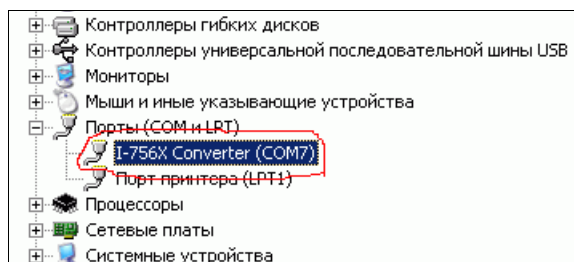 Контроллеры гибких дисков
Контроллеры универсальной последовательной шины USB
Мониторы
Мыши и иные указывающие устройства
Порты (COM и LPT)
I-756X Converter (COM7)
Порт принтера (LPT1)
Процессоры
Сетевые платы
Системные устройства